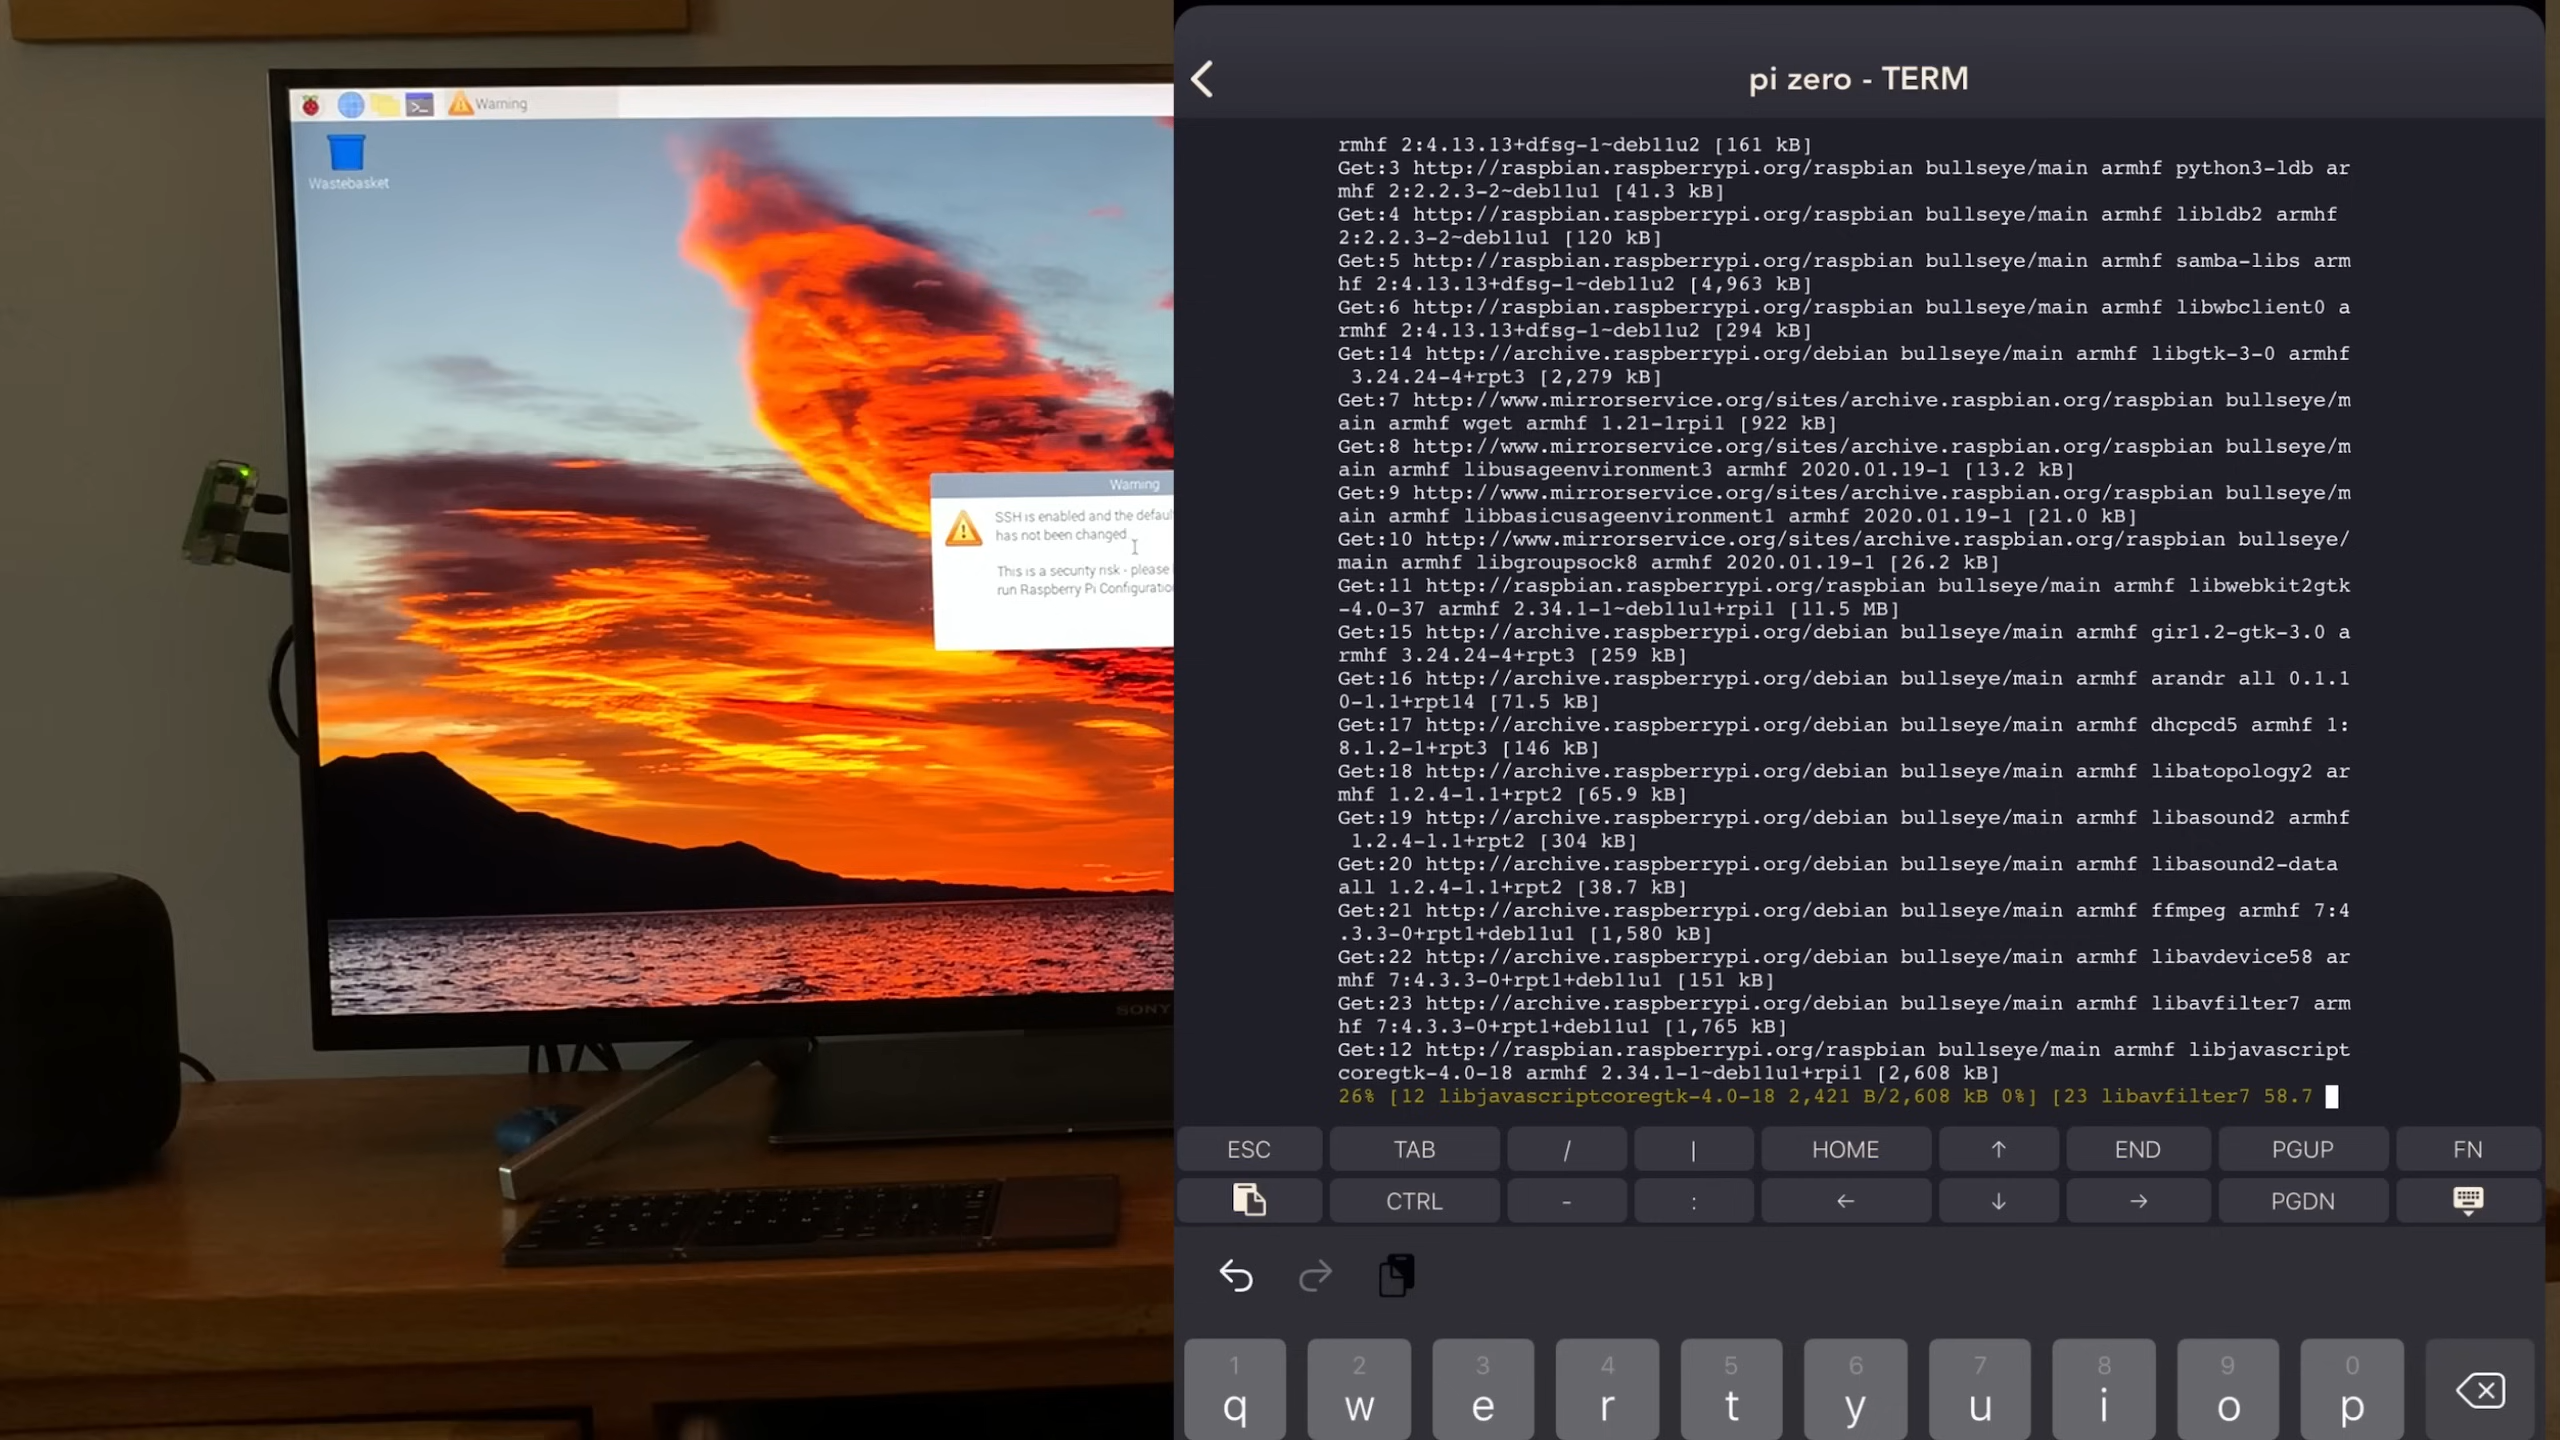 Warning
Wastebasket
Warning
SSH is enabled and the defau
has not been changed.
This is a security risk - please
run Raspberry Pi Configuratio
SONY
pi zero - TERM
rmhf 2:4.13.13+dfsg-1~deb11u2 [161 kB]
Get:3 http://raspbian.raspberrypi.org/raspbian bullseye/main armhf python3-ldb ar
mhf 2:2.2.3-2~deb11u1 [41.3 kB]
Get:4 http://raspbian.raspberrypi.org/raspbian bullseye/main armhf libldb2 armhf
2:2.2.3-2~deb11u1 [120 kB]
Get:5 http://raspbian.raspberrypi.org/raspbian bullseye/main armhf samba-libs arm
hf 2:4.13.13+dfsg-1~deb11u2 [4,963 kB]
Get:6 http://raspbian.raspberrypi.org/raspbian bullseye/main armhf libwbclient0 a
rmhf 2:4.13.13+dfsg-1~deb11u2 [294 kB]
Get:14 http://archive.raspberrypi.org/debian bullseye/main armhf libgtk-3-0 armhf
3.24.24-4+rpt3 [2,279 kB]
Get:7 http://www.mirrorservice.org/sites/archive.raspbian.org/raspbian bullseye/m
ain armhf wget armhf 1.21-1rpi1 [922 kB]
Get:8 http://www.mirrorservice.org/sites/archive.raspbian.org/raspbian bullseye/m
ain armhf libusageenvironment3 armhf 2020.01.19-1 [13.2 kB]
Get:9 http://www.mirrorservice.org/sites/archive.raspbian.org/raspbian bullseye/m
ain armhf libbasicusageenvironment1 armhf 2020.01.19-1 [21.0 kB]
Get:10 http://www.mirrorservice.org/sites/archive.raspbian.org/raspbian bullseye/
main armhf libgroupsock8 armhf 2020.01.19-1 [26.2 kB]
Get:11 http://raspbian.raspberrypi.org/raspbian bullseye/main armhf libwebkit2gtk
-4.0-37 armhf 2.34.1-1~deb11u1+rpi1 [11.5 MB]
Get:15 http://archive.raspberrypi.org/debian bullseye/main armhf gir1.2-gtk-3.0 a
rmhf 3.24.24-4+rpt3 [259 kB]
Get:16 http://archive.raspberrypi.org/debian bullseye/main armhf arandr all 0.1.1
0-1.1+rpt14 [71.5 kB]
Get:17 http://archive.raspberrypi.org/debian bullseye/main armhf dhcpcd5 armhf 1:
8.1.2-1+rpt3 [146 kB]
Get:18 http://archive.raspberrypi.org/debian bullseye/main armhf libatopology2 ar
mhf 1.2.4-1.1+rpt2 [65.9 kB]
Get:19 http://archive.raspberrypi.org/debian bullseye/main armhf libasound2 armhf
1.2.4-1.1+rpt2 [304 kB]
Get:20 http://archive.raspberrypi.org/debian bullseye/main armhf libasound2-data
all 1.2.4-1.1+rpt2 [38.7 kB]
Get:21 http://archive.raspberrypi.org/debian bullseye/main armhf ffmpeg armhf 7:4
.3.3-0+rpt1+deb11u1 [1,580 kB]
Get:22 http://archive.raspberrypi.org/debian bullseye/main armhf libavdevice58 ar
mhf 7:4.3.3-0+rpt1+deb11u1 [151 kB]
Get:23 http://archive.raspberrypi.org/debian bullseye/main armhf libavfilter7 arm
hf 7:4.3.3-0+rpt1+deb11u1 [1,765 kB]
Get:12 http://raspbian.raspberrypi.org/raspbian bullseye/main armhf libjavascript
coregtk-4.0-18 armhf 2.34.1-1~deb11u1+rpi1 [2,608 kB]
26% [12 libjavascriptcoregtk-4.0-18 2,421 B/2,608 kB 0%] [23 libavfilter7 58.7
ESC TAB / | HOME ↑ END PGUP FN
CTRL - : ← ↓ → PGDN
1 2 3 4 5 6 7 8 9 0
q w e r t y u i o p